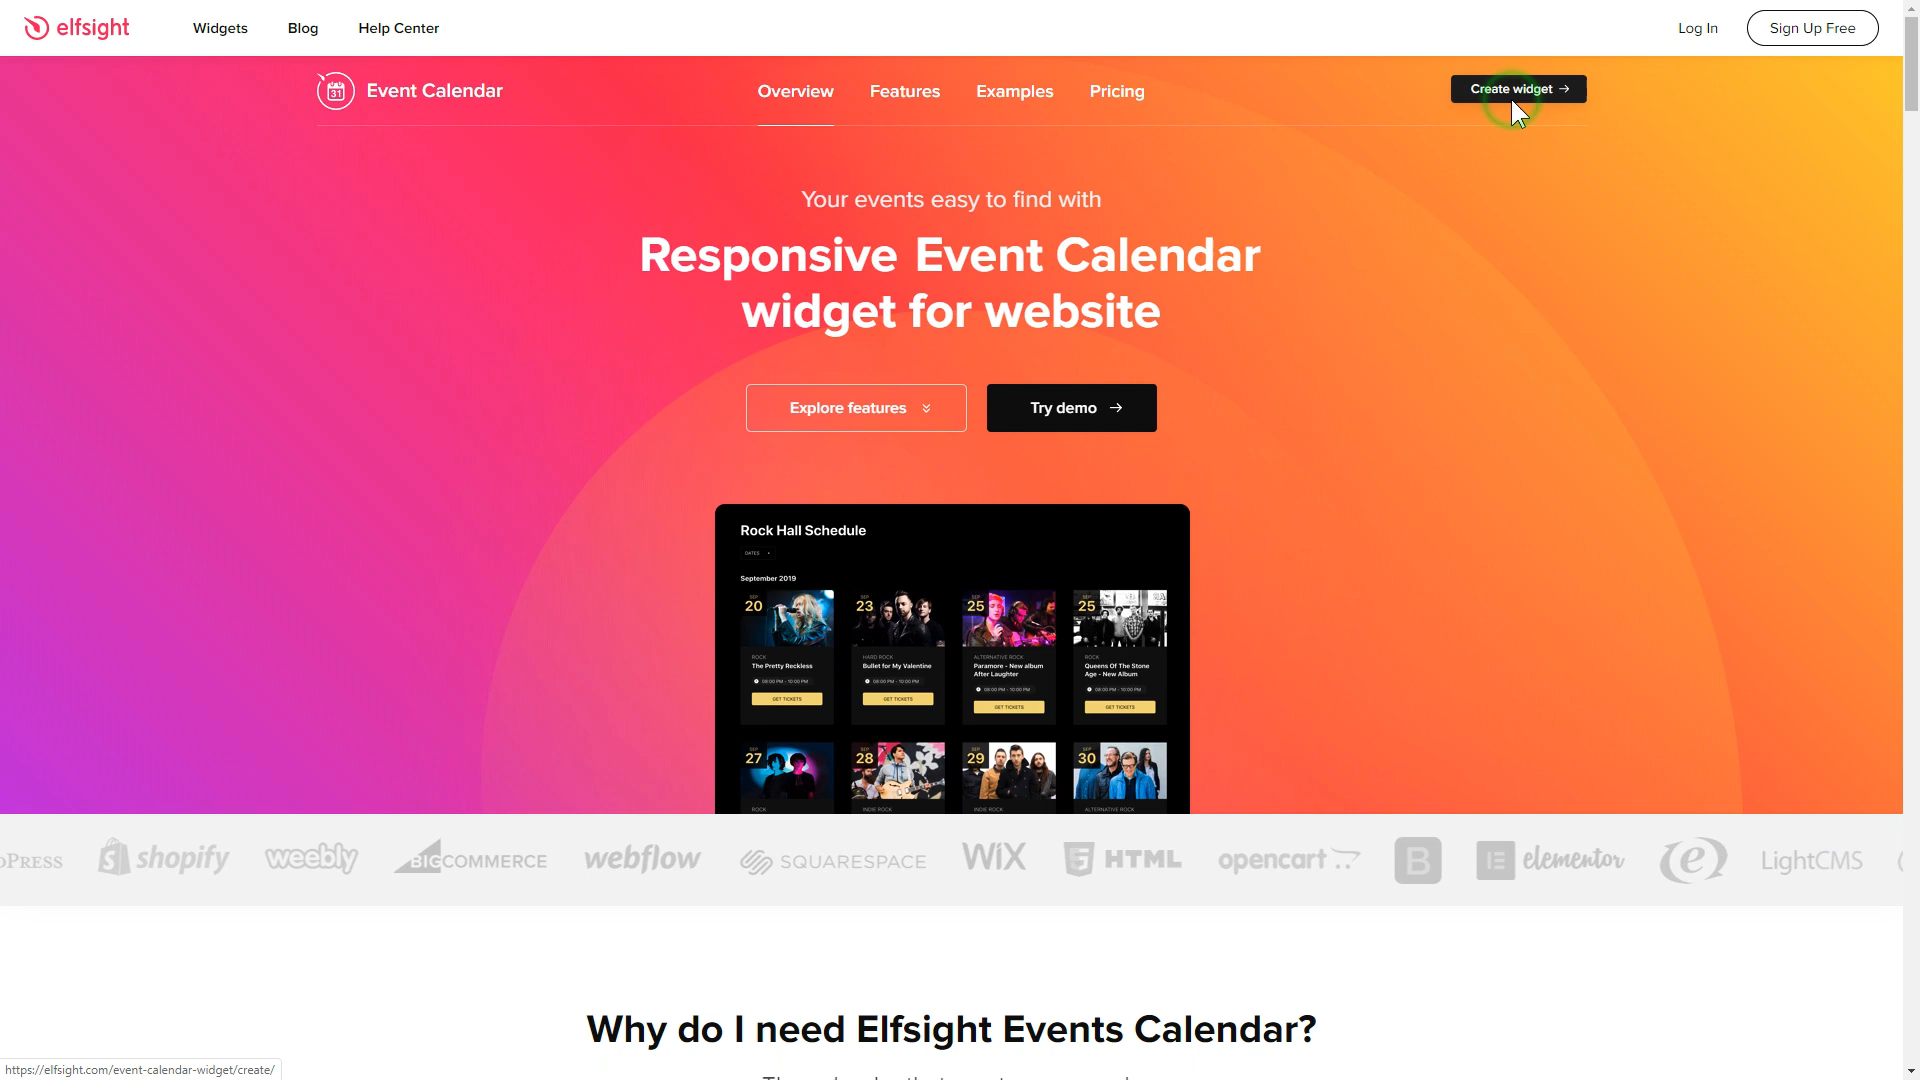 elfsight
Widgets
Blog
Help Center
Log In
Sign Up Free
31
Event Calendar
Overview
Features
Examples
Pricing
Create widget
Your events easy to find with
Responsive Event Calendar
widget for website
Explore features
Try demo
Rock Hall Schedule
DATES
September 2019
SEP
20
SEP
23
SEP
25
SEP
25
ROCK
The Pretty Reckless
08:00 PM - 10:00 PM
GET TICKETS
HARD ROCK
Bullet for My Valentine
08:00 PM - 10:00 PM
GET TICKETS
ALTERNATIVE ROCK
Paramore - New album
After Laughter
08:00 PM - 10:00 PM
GET TICKETS
ROCK
Queens Of The Stone
Age - New Album
08:00 PM - 10:00 PM
GET TICKETS
SEP
27
SEP
28
SEP
29
SEP
30
ROCK
INDIE ROCK
INDIE ROCK
ALTERNATIVE ROCK
PRESS
shopify
weebly
BIGCOMMERCE
webflow
SQUARESPACE
WiX
5 HTML
opencart
B
elementor
e
LightCMS
Why do I need Elfsight Events Calendar?
https://elfsight.com/event-calendar-widget/create/